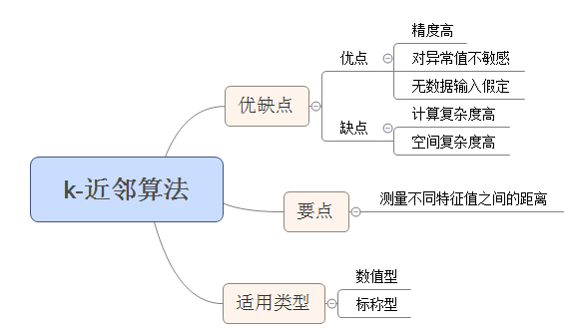 k-近邻算法
优缺点
优点
精度高
对异常值不敏感
无数据输入假定
缺点
计算复杂度高
空间复杂度高
要点
测量不同特征值之间的距离
适用类型
数值型
标称型